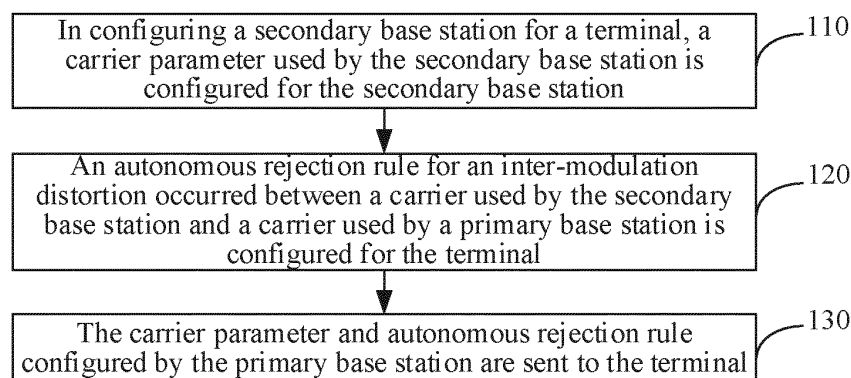 In configuring a secondary base station for a terminal, a
carrier parameter used by the secondary base station is
configured for the secondary base station
110
An autonomous rejection rule for an inter-modulation
distortion occurred between a carrier used by the secondary
base station and a carrier used by a primary base station is
configured for the terminal
120
The carrier parameter and autonomous rejection rule
configured by the primary base station are sent to the terminal
130